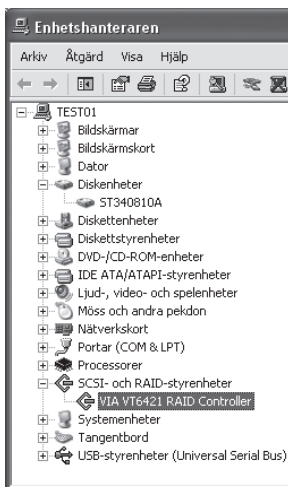 Enhetshanteraren
Arkiv Åtgärd Visa Hjälp
TEST01
Bildskärmar
Bildskärmskort
Dator
Diskenheter
ST340810A
Diskettenheter
Diskettstyrenheter
DVD-/CD-ROM-enheter
IDE ATA/ATAPI-styrenheter
Ljud-, video- och spelenheter
Möss och andra pekdon
Nätverkskort
Portar (COM & LPT)
Processorer
SCSI- och RAID-styrenheter
VIA VT6421 RAID Controller
Systemenheter
Tangentbord
USB-styrenheter (Universal Serial Bus)